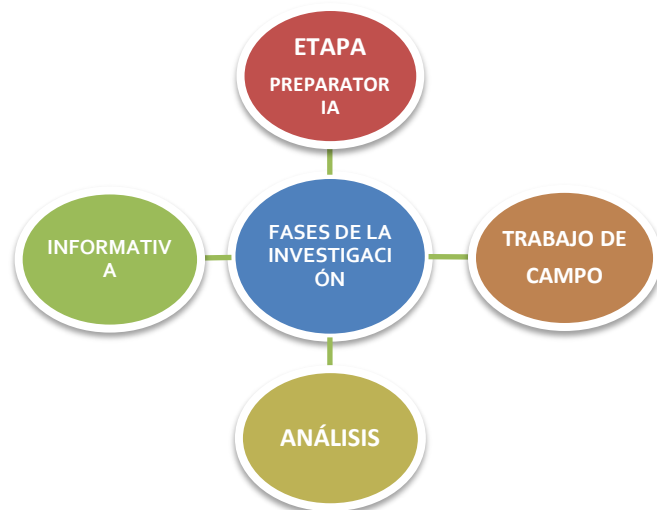 ETAPA
PREPARATOR
IA
INFORMATIV
A
FASES DE LA
INVESTIGACI
ÓN
TRABAJO DE
CAMPO
ANÁLISIS